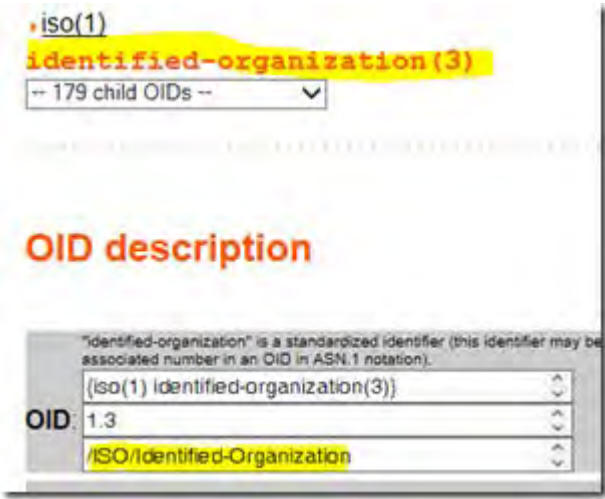 iso(1)
identified-organization(3)
-- 179 child OIDs --
OID description
"identified-organization" is a standardized identifier (this identifier may be
associated number in an OID in ASN.1 notation).
{iso(1) identified-organization(3)}
OID:
1.3
/ISO/Identified-Organization